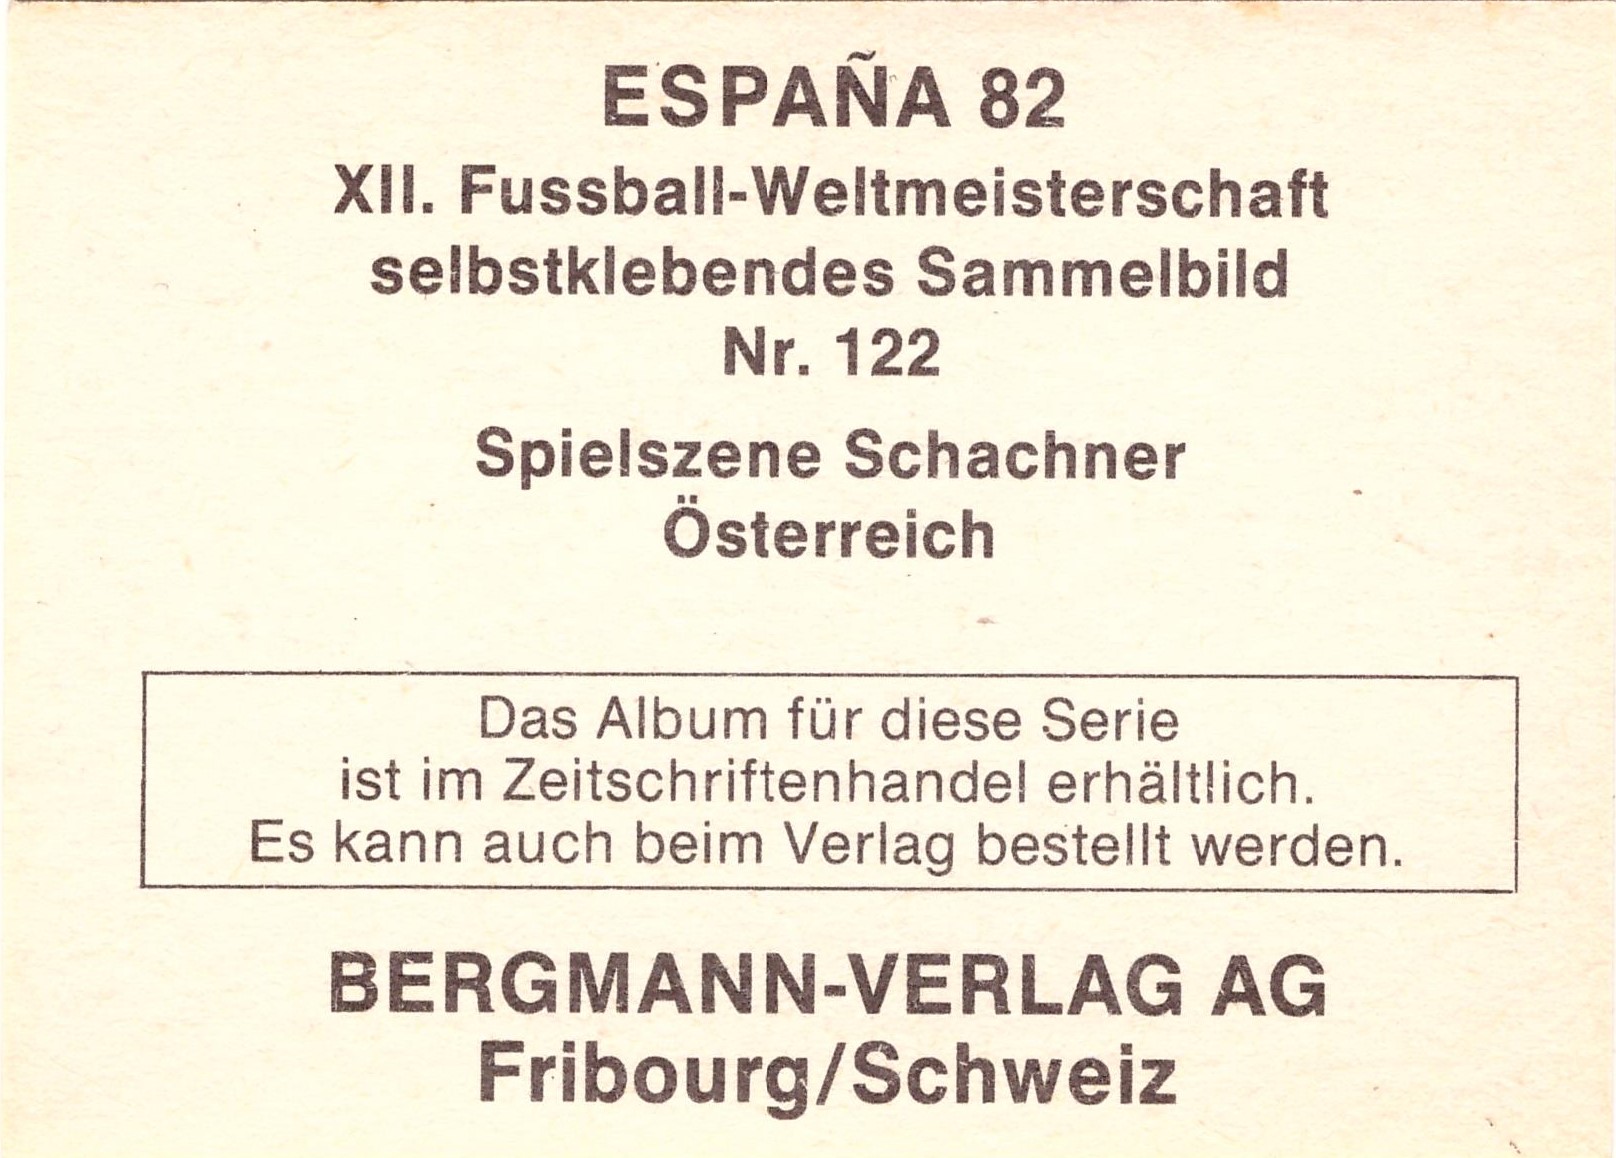 ESPAÑA 82
XII. Fussball-Weltmeisterschaft
selbstklebendes Sammelbild
Nr. 122
Spielszene Schachner
Österreich
Das Album für diese Serie
ist im Zeitschriftenhandel erhältlich.
Es kann auch beim Verlag bestellt werden.
BERGMANN-VERLAG AG
Fribourg/Schweiz